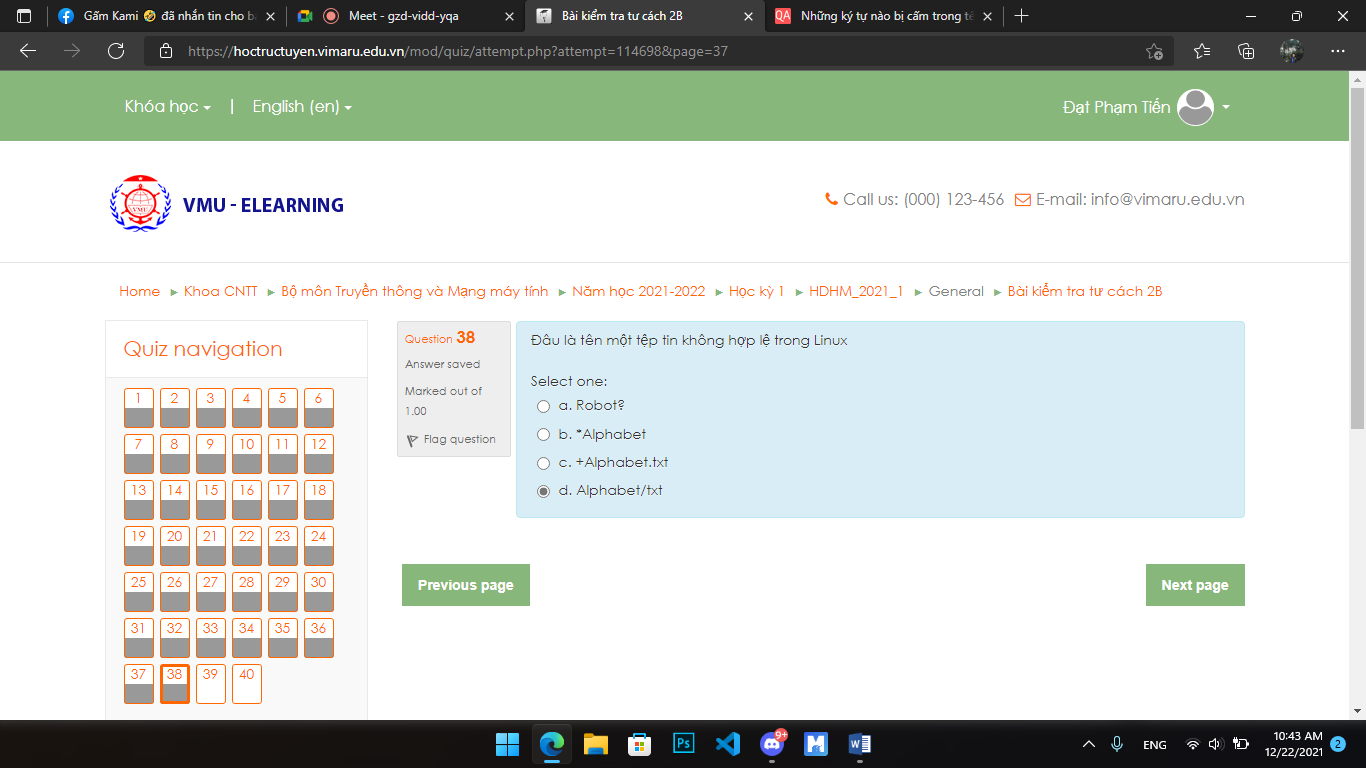 Gấm Kami 🤣 đã nhắn tin cho bạ
Meet - gzd-vidd-yqa
Bài kiểm tra tư cách 2B
QA Những ký tự nào bị cấm trong tê
https://hoctructuyen.vimaru.edu.vn/mod/quiz/attempt.php?attempt=114698&page=37
Khóa học | English (en)
Đạt Phạm Tiến
VMU - ELEARNING
Call us: (000) 123-456 E-mail: info@vimaru.edu.vn
Home ► Khoa CNTT ► Bộ môn Truyền thông và Mạng máy tính ► Năm học 2021-2022 ► Học kỳ 1 ► HDHM_2021_1 ► General ► Bài kiểm tra tư cách 2B
Quiz navigation
1 2 3 4 5 6
7 8 9 10 11 12
13 14 15 16 17 18
19 20 21 22 23 24
25 26 27 28 29 30
31 32 33 34 35 36
37 38 39 40
Question 38
Answer saved
Marked out of
1.00
Flag question
Đâu là tên một tệp tin không hợp lệ trong Linux
Select one:
a. Robot?
b. *Alphabet
c. +Alphabet.txt
d. Alphabet/txt
Previous page
Next page
Ps
9+
ENG
10:43 AM
12/22/2021
2